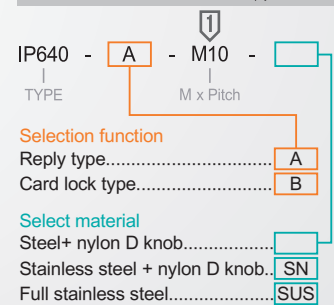 1
IP640 - A - M10 -
TYPE M x Pitch
Selection function
Reply type........................... A
Card lock type.................... B
Select material
Steel+ nylon D knob................
Stainless steel + nylon D knob.. SN
Full stainless steel.................. SUS